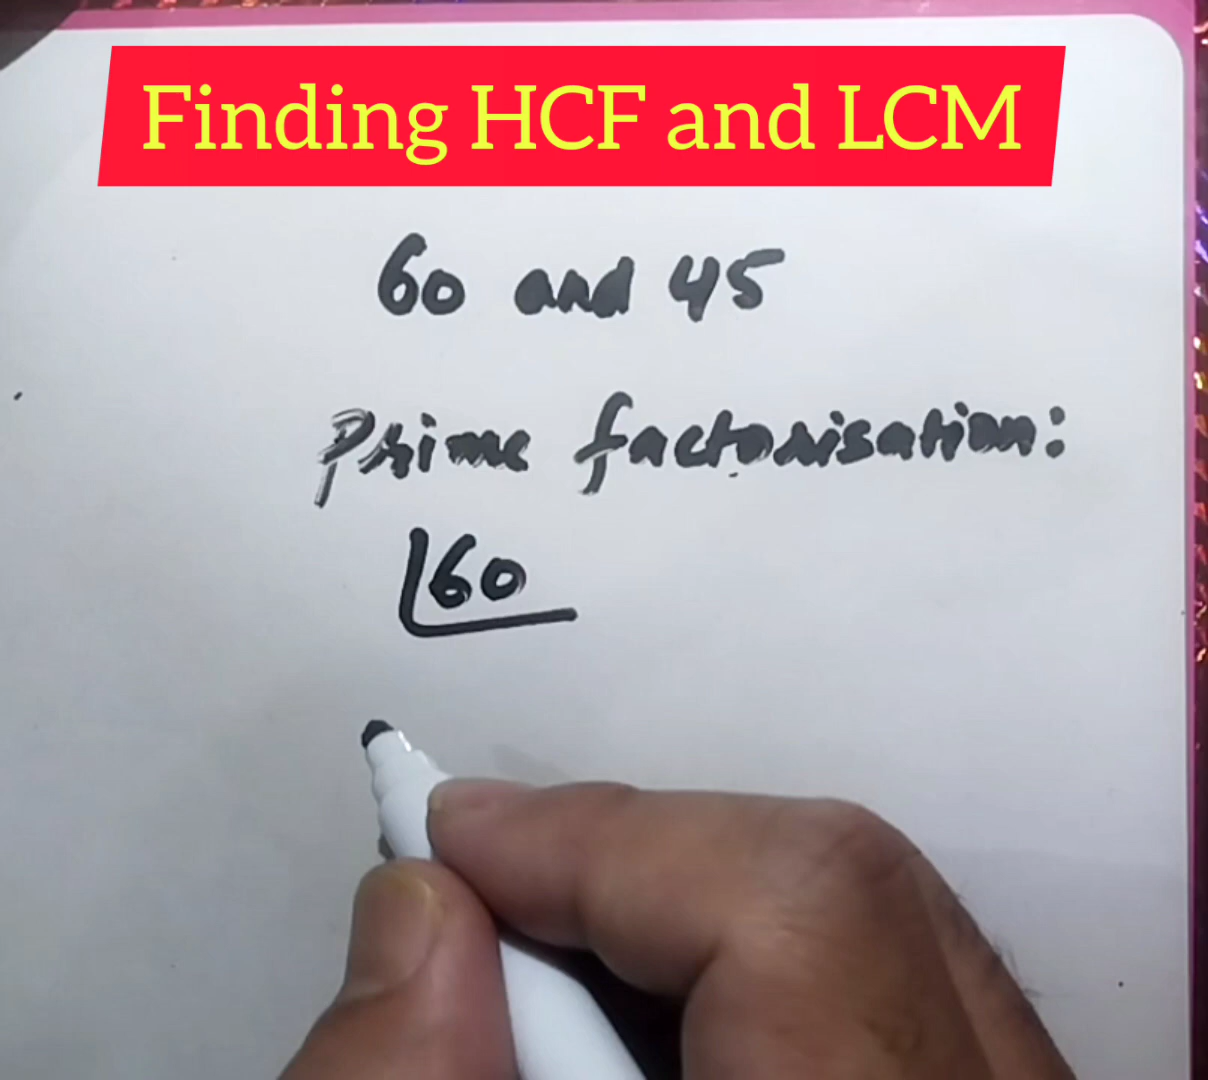 Finding HCF and LCM
60 and 45
Prime factorisation:
60